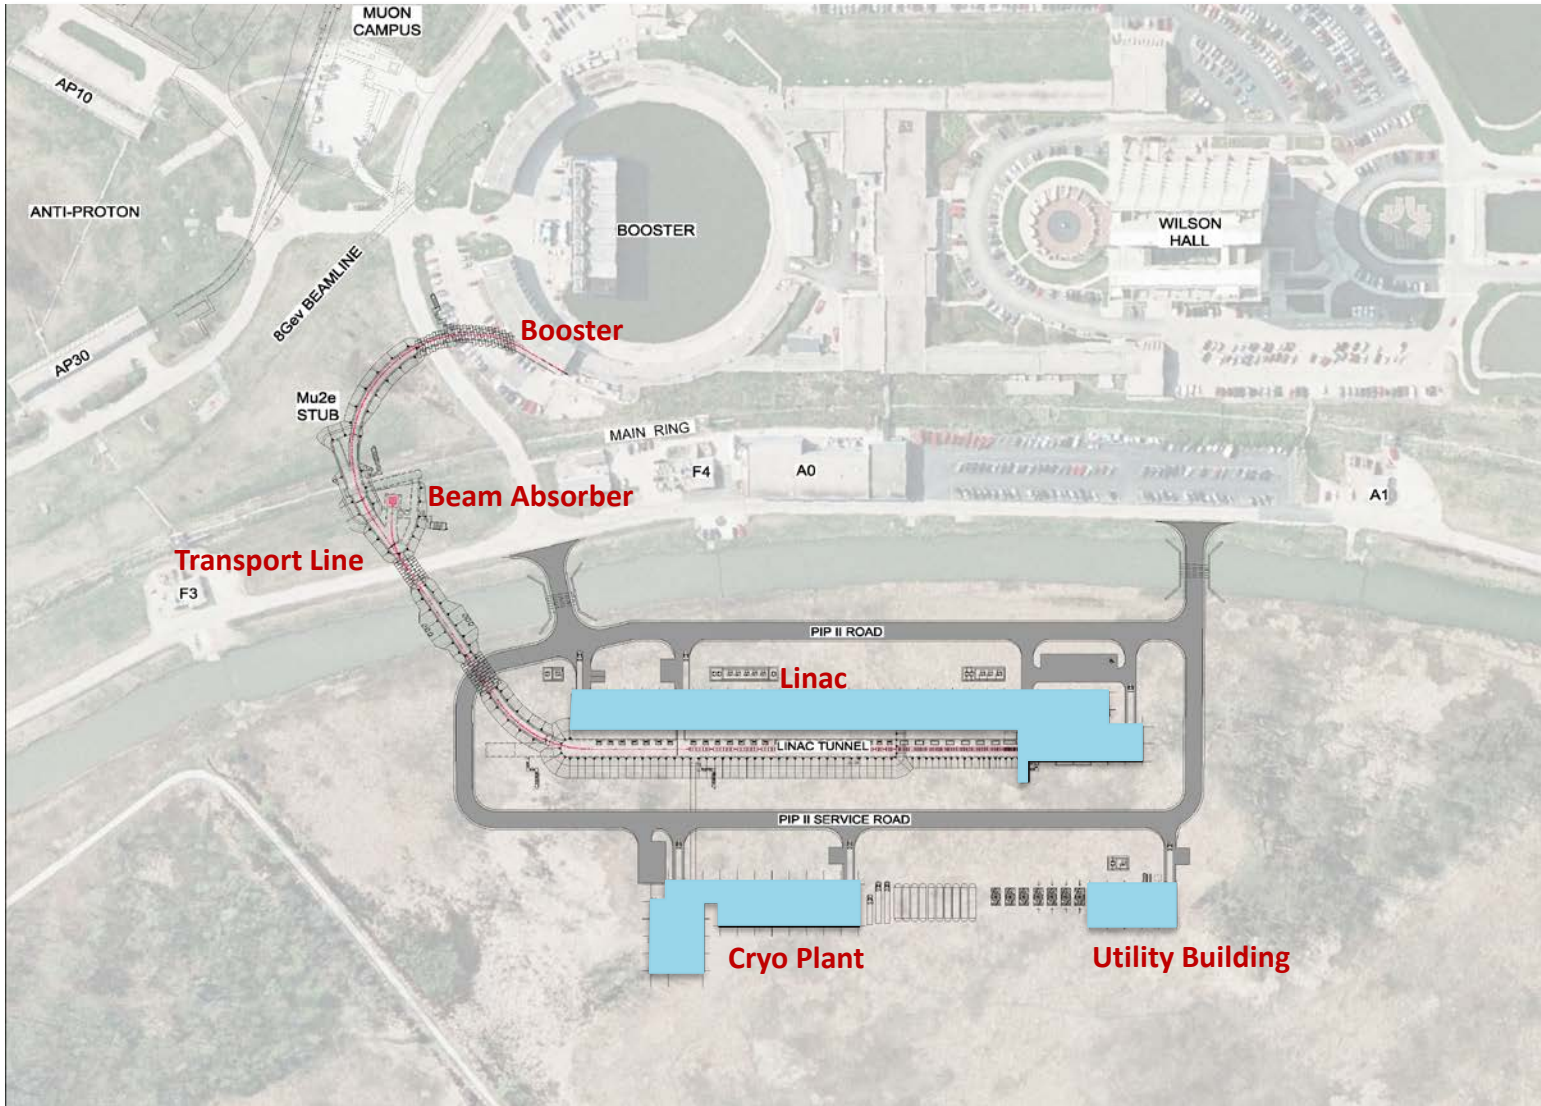 MUON
CAMPUS
AP10
ANTI-PROTON
BOOSTER
WILSON
HALL
8Gev BEAMLINE
Booster
AP30
Mu2e
STUB
MAIN RING
F4
A0
A1
Beam Absorber
Transport Line
F3
PIP II ROAD
Linac
LINAC TUNNEL
PIP II SERVICE ROAD
Cryo Plant
Utility Building